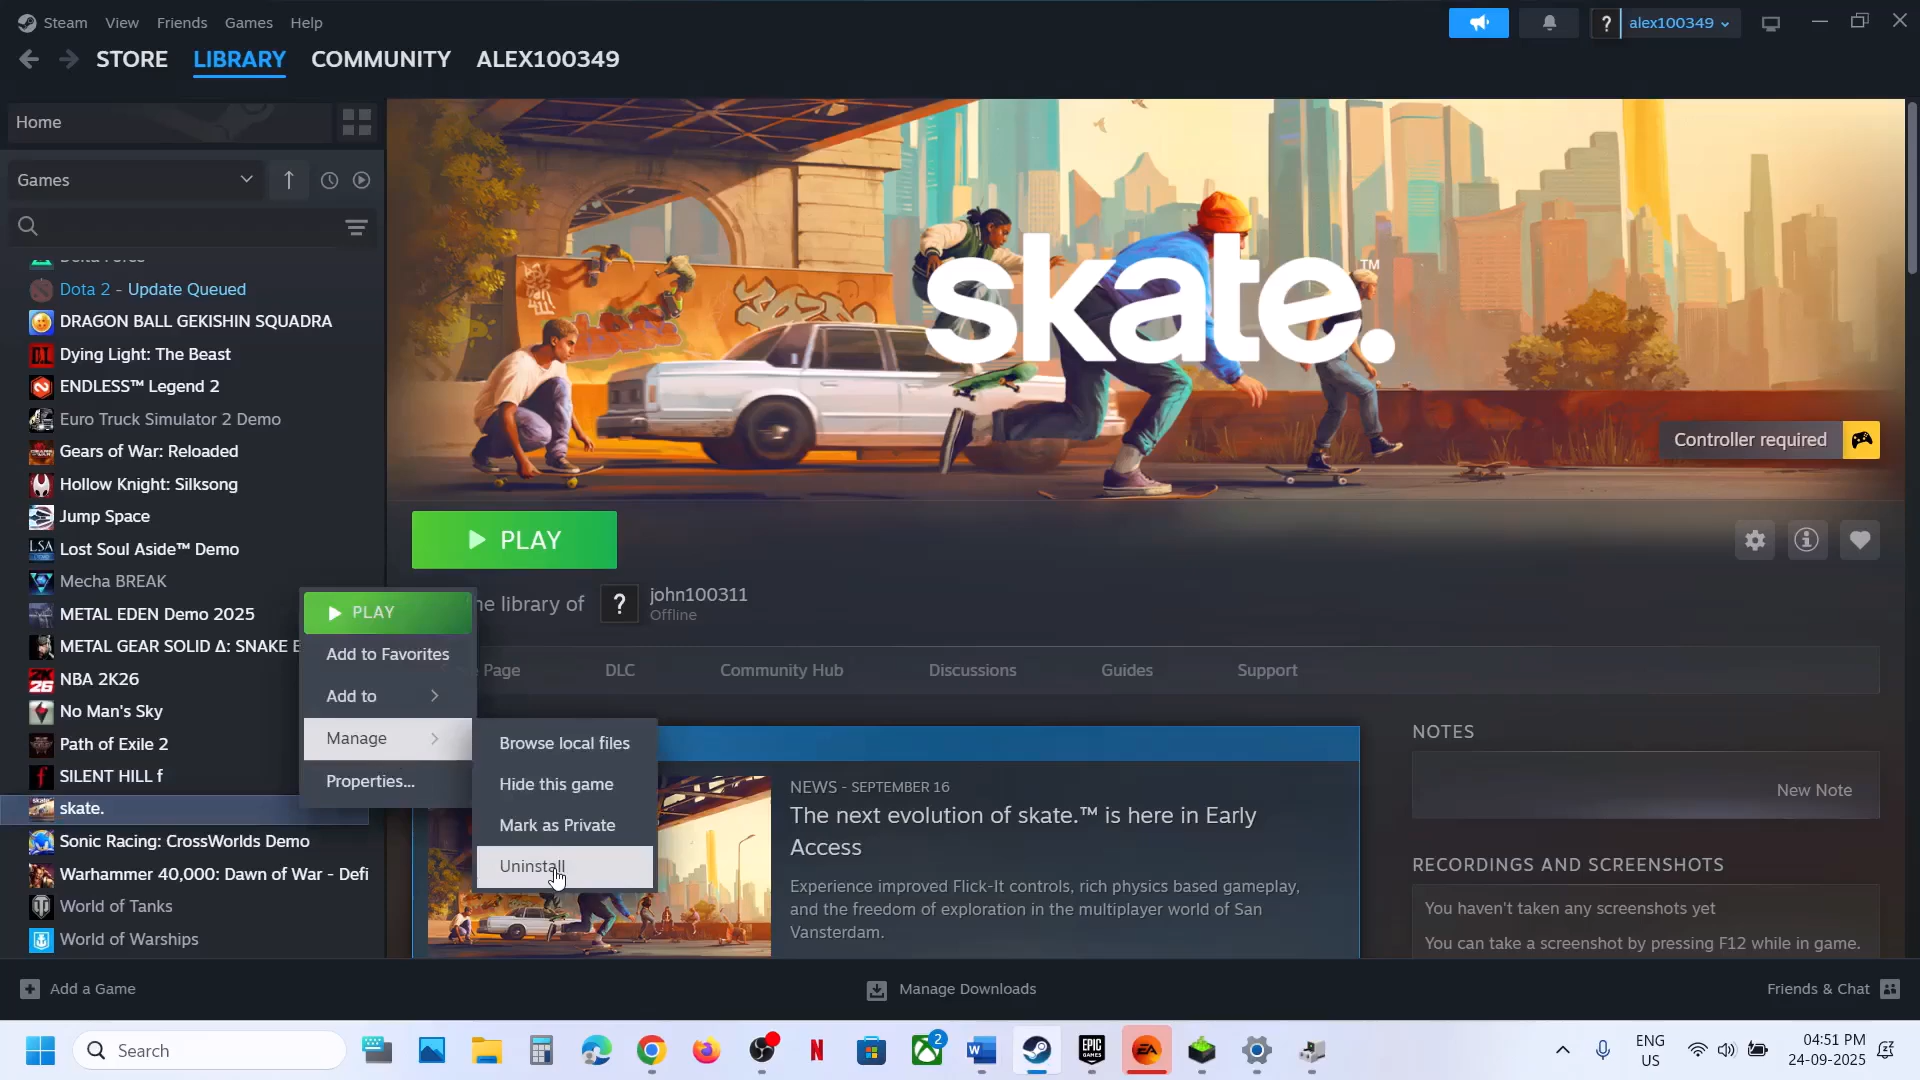 Steam View Friends Games Help
? alex100349
STORE LIBRARY COMMUNITY ALEX100349
Home
Games
Dota 2 - Update Queued
DRAGON BALL GEKISHIN SQUADRA
Dying Light: The Beast
ENDLESS™ Legend 2
Euro Truck Simulator 2 Demo
Gears of War: Reloaded
Hollow Knight: Silksong
Jump Space
Lost Soul Aside™ Demo
Mecha BREAK
METAL EDEN Demo 2025
METAL GEAR SOLID Δ: SNAKE E
NBA 2K26
No Man's Sky
Path of Exile 2
SILENT HILL f
skate.
Sonic Racing: CrossWorlds Demo
Warhammer 40,000: Dawn of War - Defi
World of Tanks
World of Warships
skate.™
Controller required
PLAY
he library of ? john100311
Offline
PLAY
Add to Favorites
Add to
Manage
Properties...
Browse local files
Hide this game
Mark as Private
Uninstall
Page DLC Community Hub Discussions Guides Support
NEWS - SEPTEMBER 16
The next evolution of skate.™ is here in Early
Access
Experience improved Flick-It controls, rich physics based gameplay,
and the freedom of exploration in the multiplayer world of San
Vansterdam.
NOTES
New Note
RECORDINGS AND SCREENSHOTS
You haven't taken any screenshots yet
You can take a screenshot by pressing F12 while in game.
Add a Game
Manage Downloads
Friends & Chat
Search
2
ENG
US
04:51 PM
24-09-2025